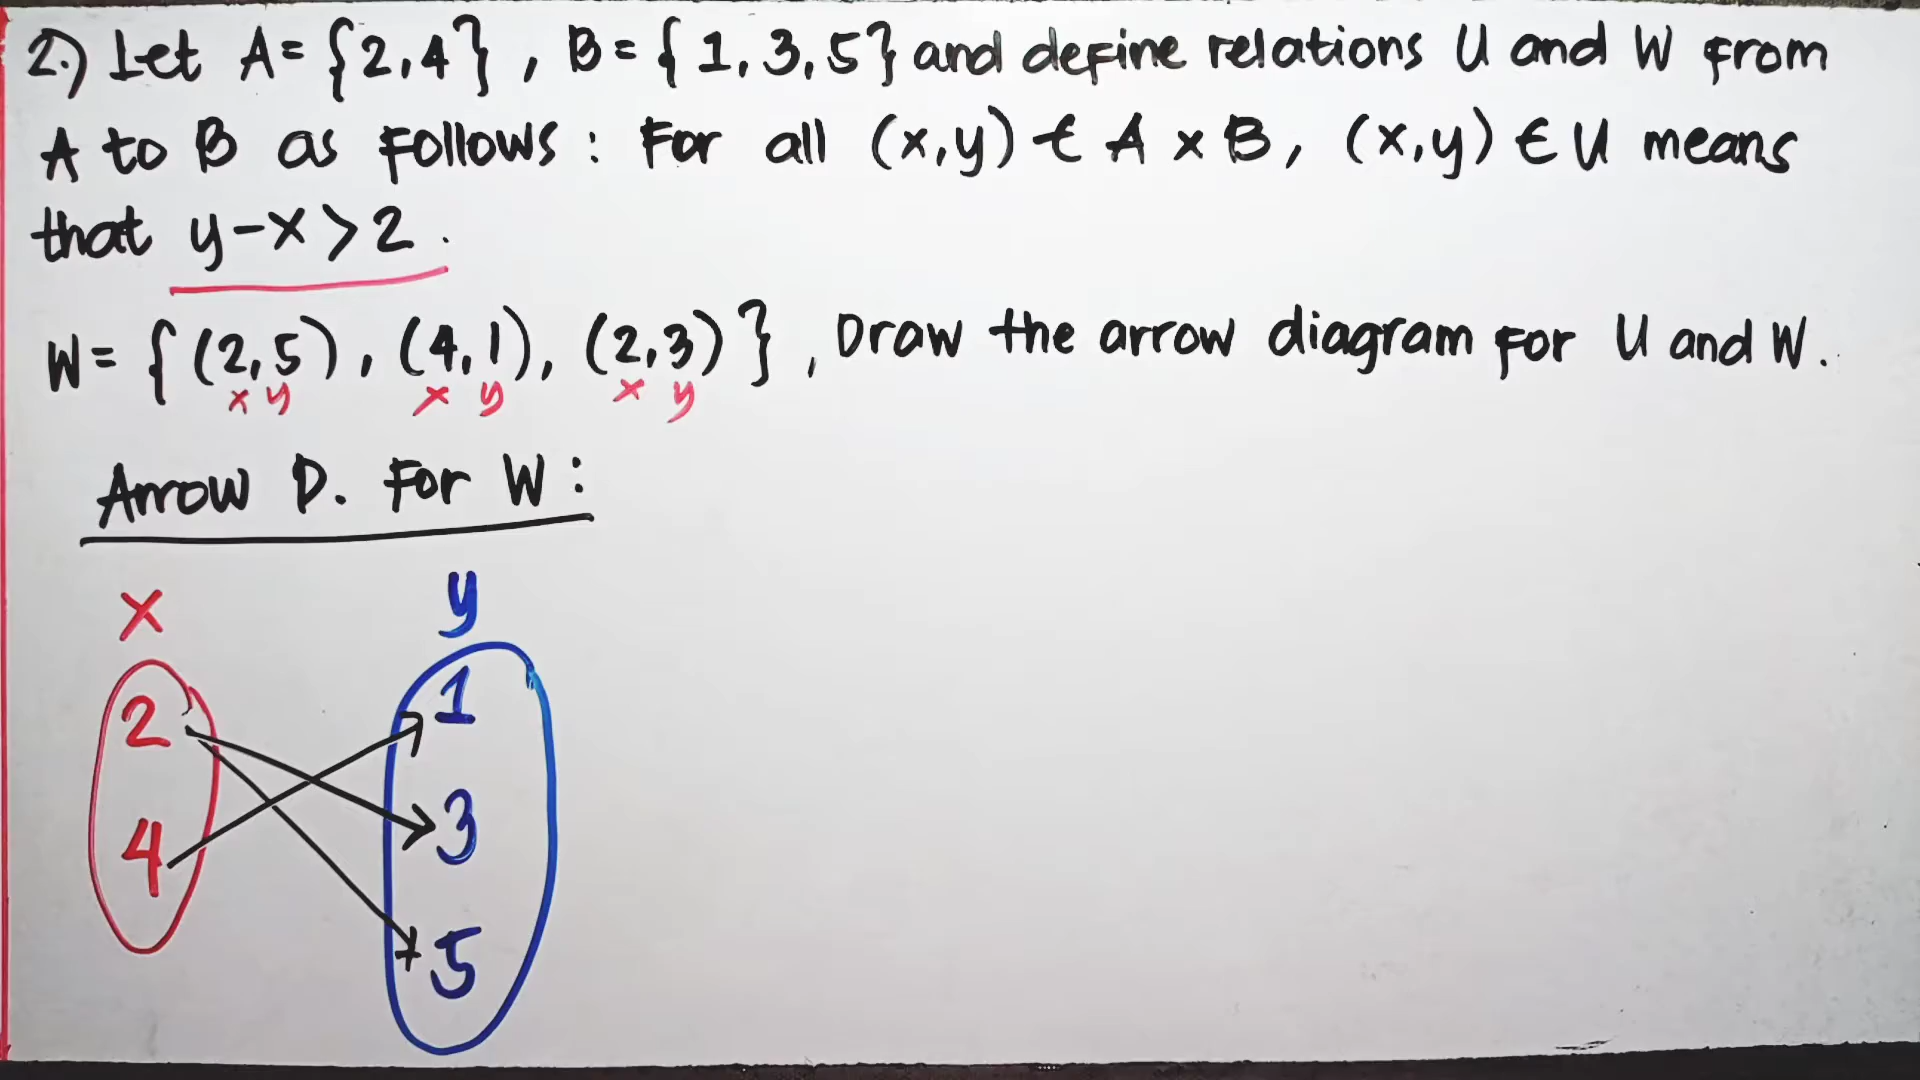 2.) Let A = {2,4}, B = {1,3,5} and define relations U and W from
A to B as follows: For all (x,y) ∈ A × B, (x,y) ∈ U means
that y-x>2.
W = {(2,5), (4,1), (2,3)}, Draw the arrow diagram for U and W.
x y x y x y
Arrow D. For W:
x y
2 1
4 3
5